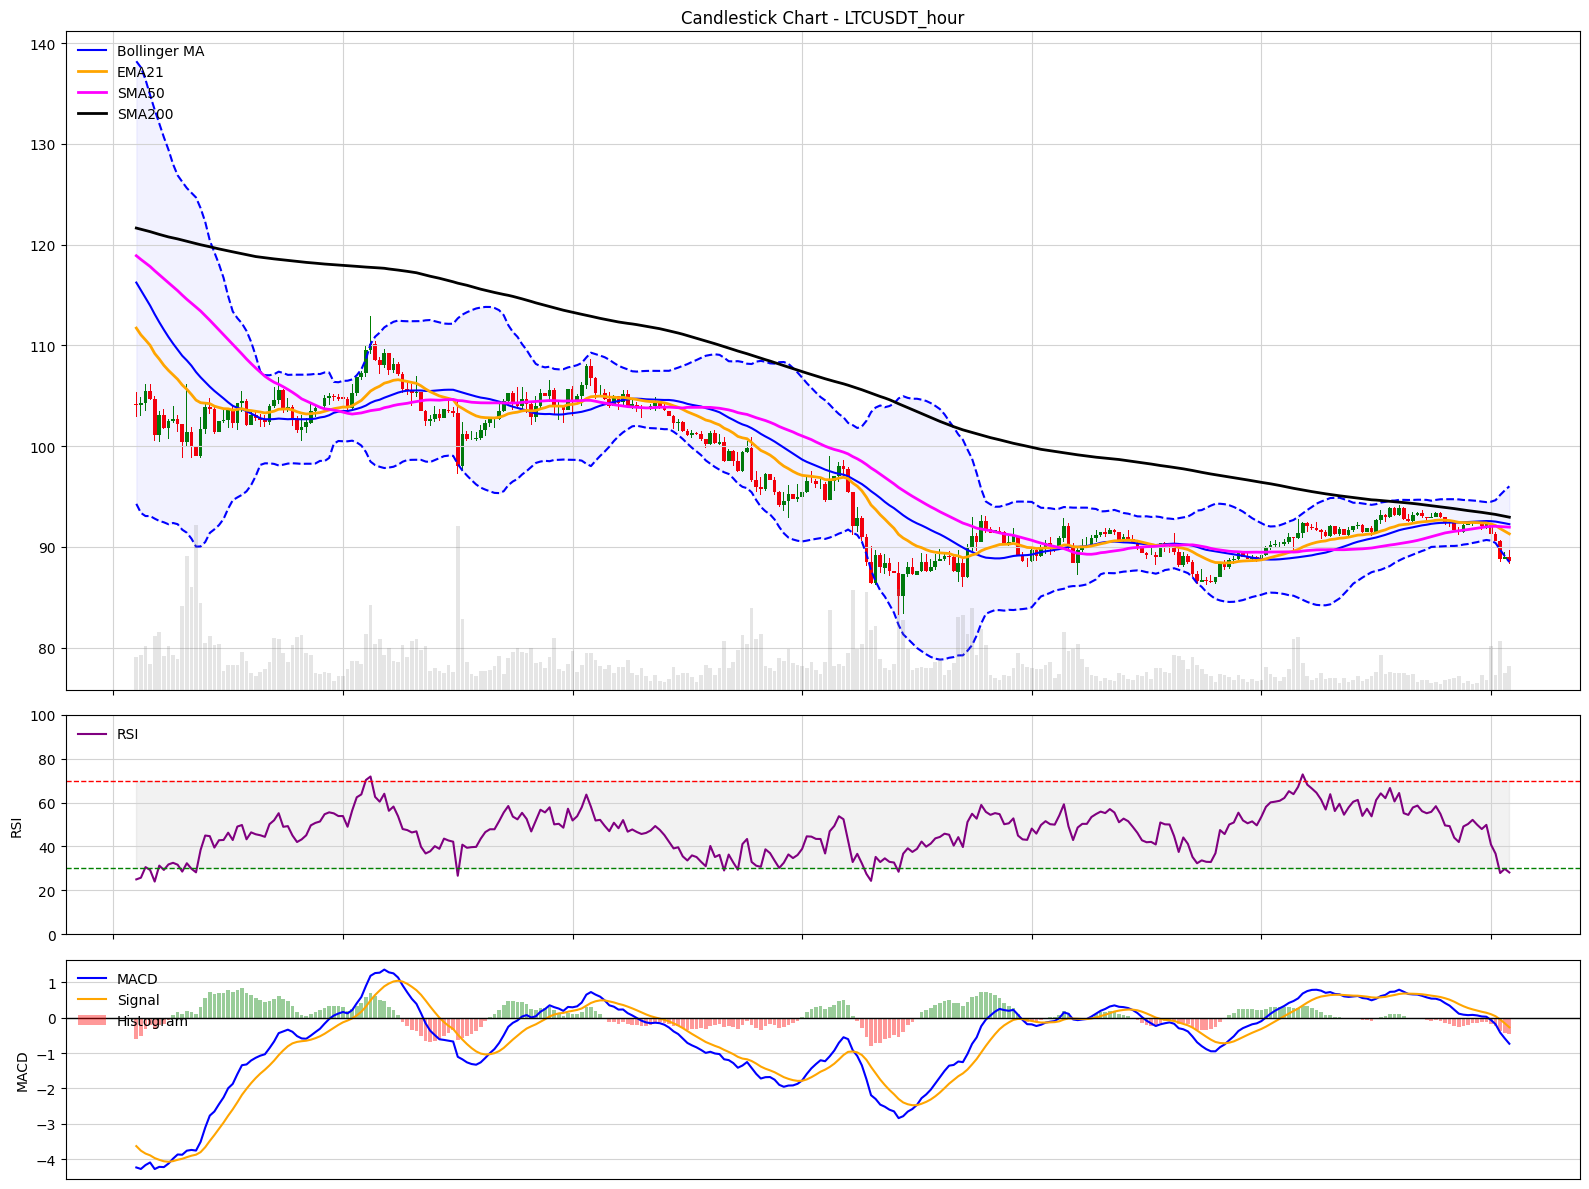 Candlestick Chart - LTCUSDT_hour
140
130
120
110
100
90
80
Bollinger MA
EMA21
SMA50
SMA200
100
80
60
40
20
0
RSI
RSI
1
0
−1
−2
−3
−4
MACD
MACD
Signal
Histogram